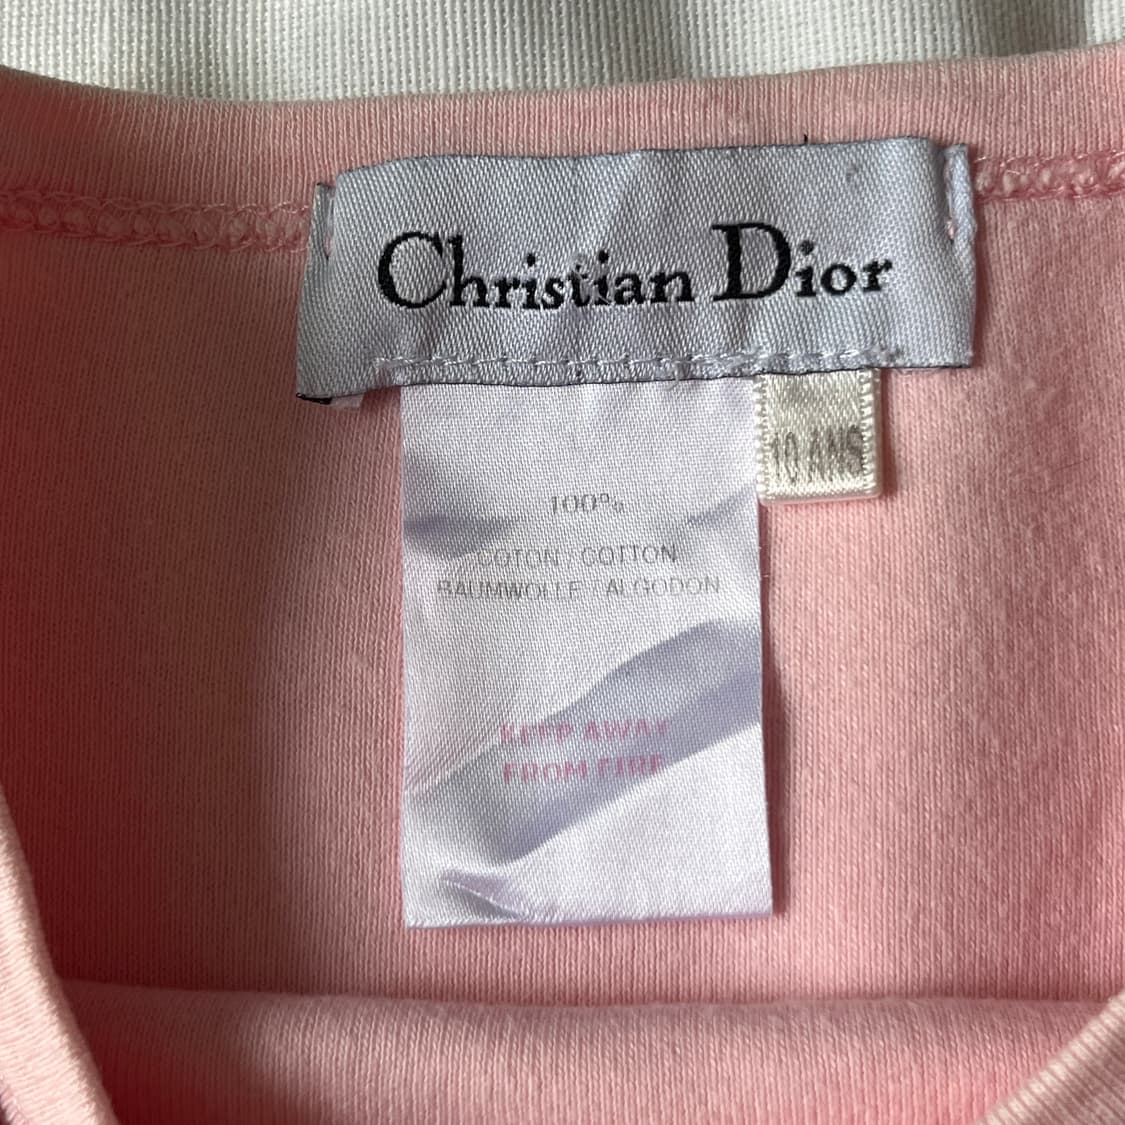 Christian Dior
10 ANS
100%
COTON / COTTON
BAUMWOLLE / ALGODON
KEEP AWAY
FROM FIRE